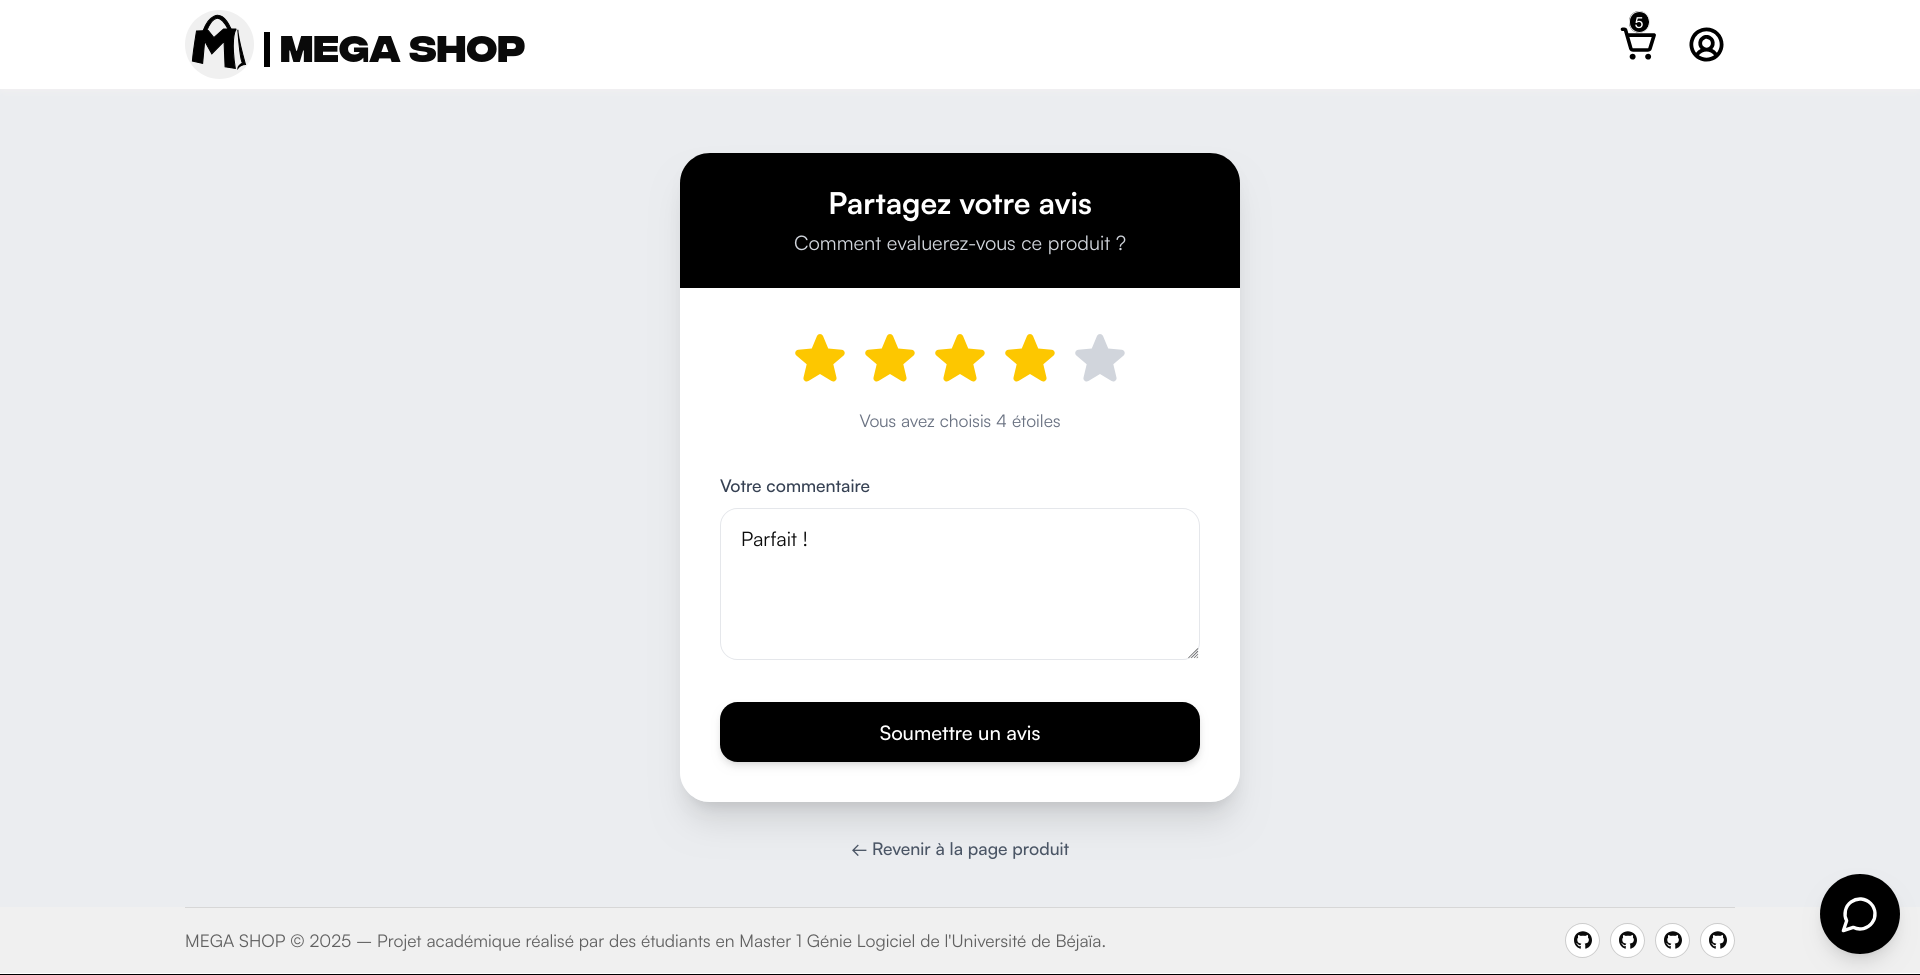 MEGA SHOP
5
Partagez votre avis
Comment evaluerez-vous ce produit ?
Vous avez choisis 4 étoiles
Votre commentaire
Parfait !
Soumettre un avis
← Revenir à la page produit
MEGA SHOP © 2025 — Projet académique réalisé par des étudiants en Master 1 Génie Logiciel de l'Université de Béjaïa.